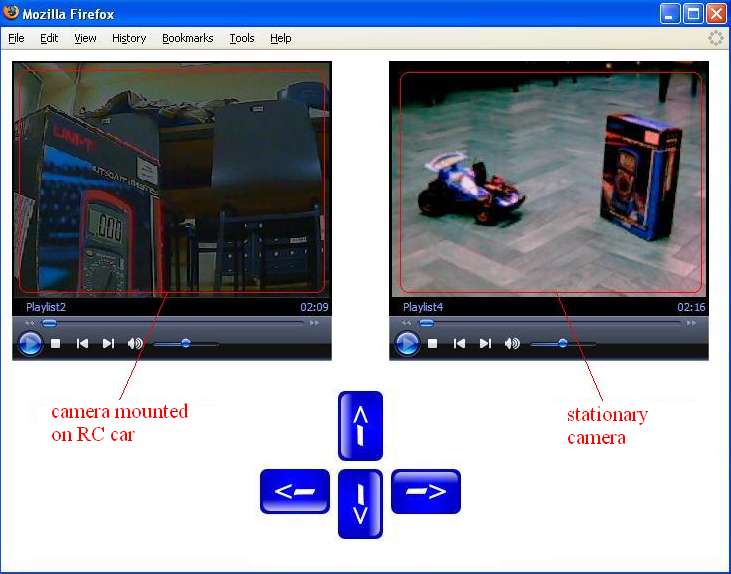 Mozilla Firefox
File Edit View History Bookmarks Tools Help
UNI-T
000
Playlist2 02:09
Playlist4 02:16
camera mounted
on RC car
stationary
camera